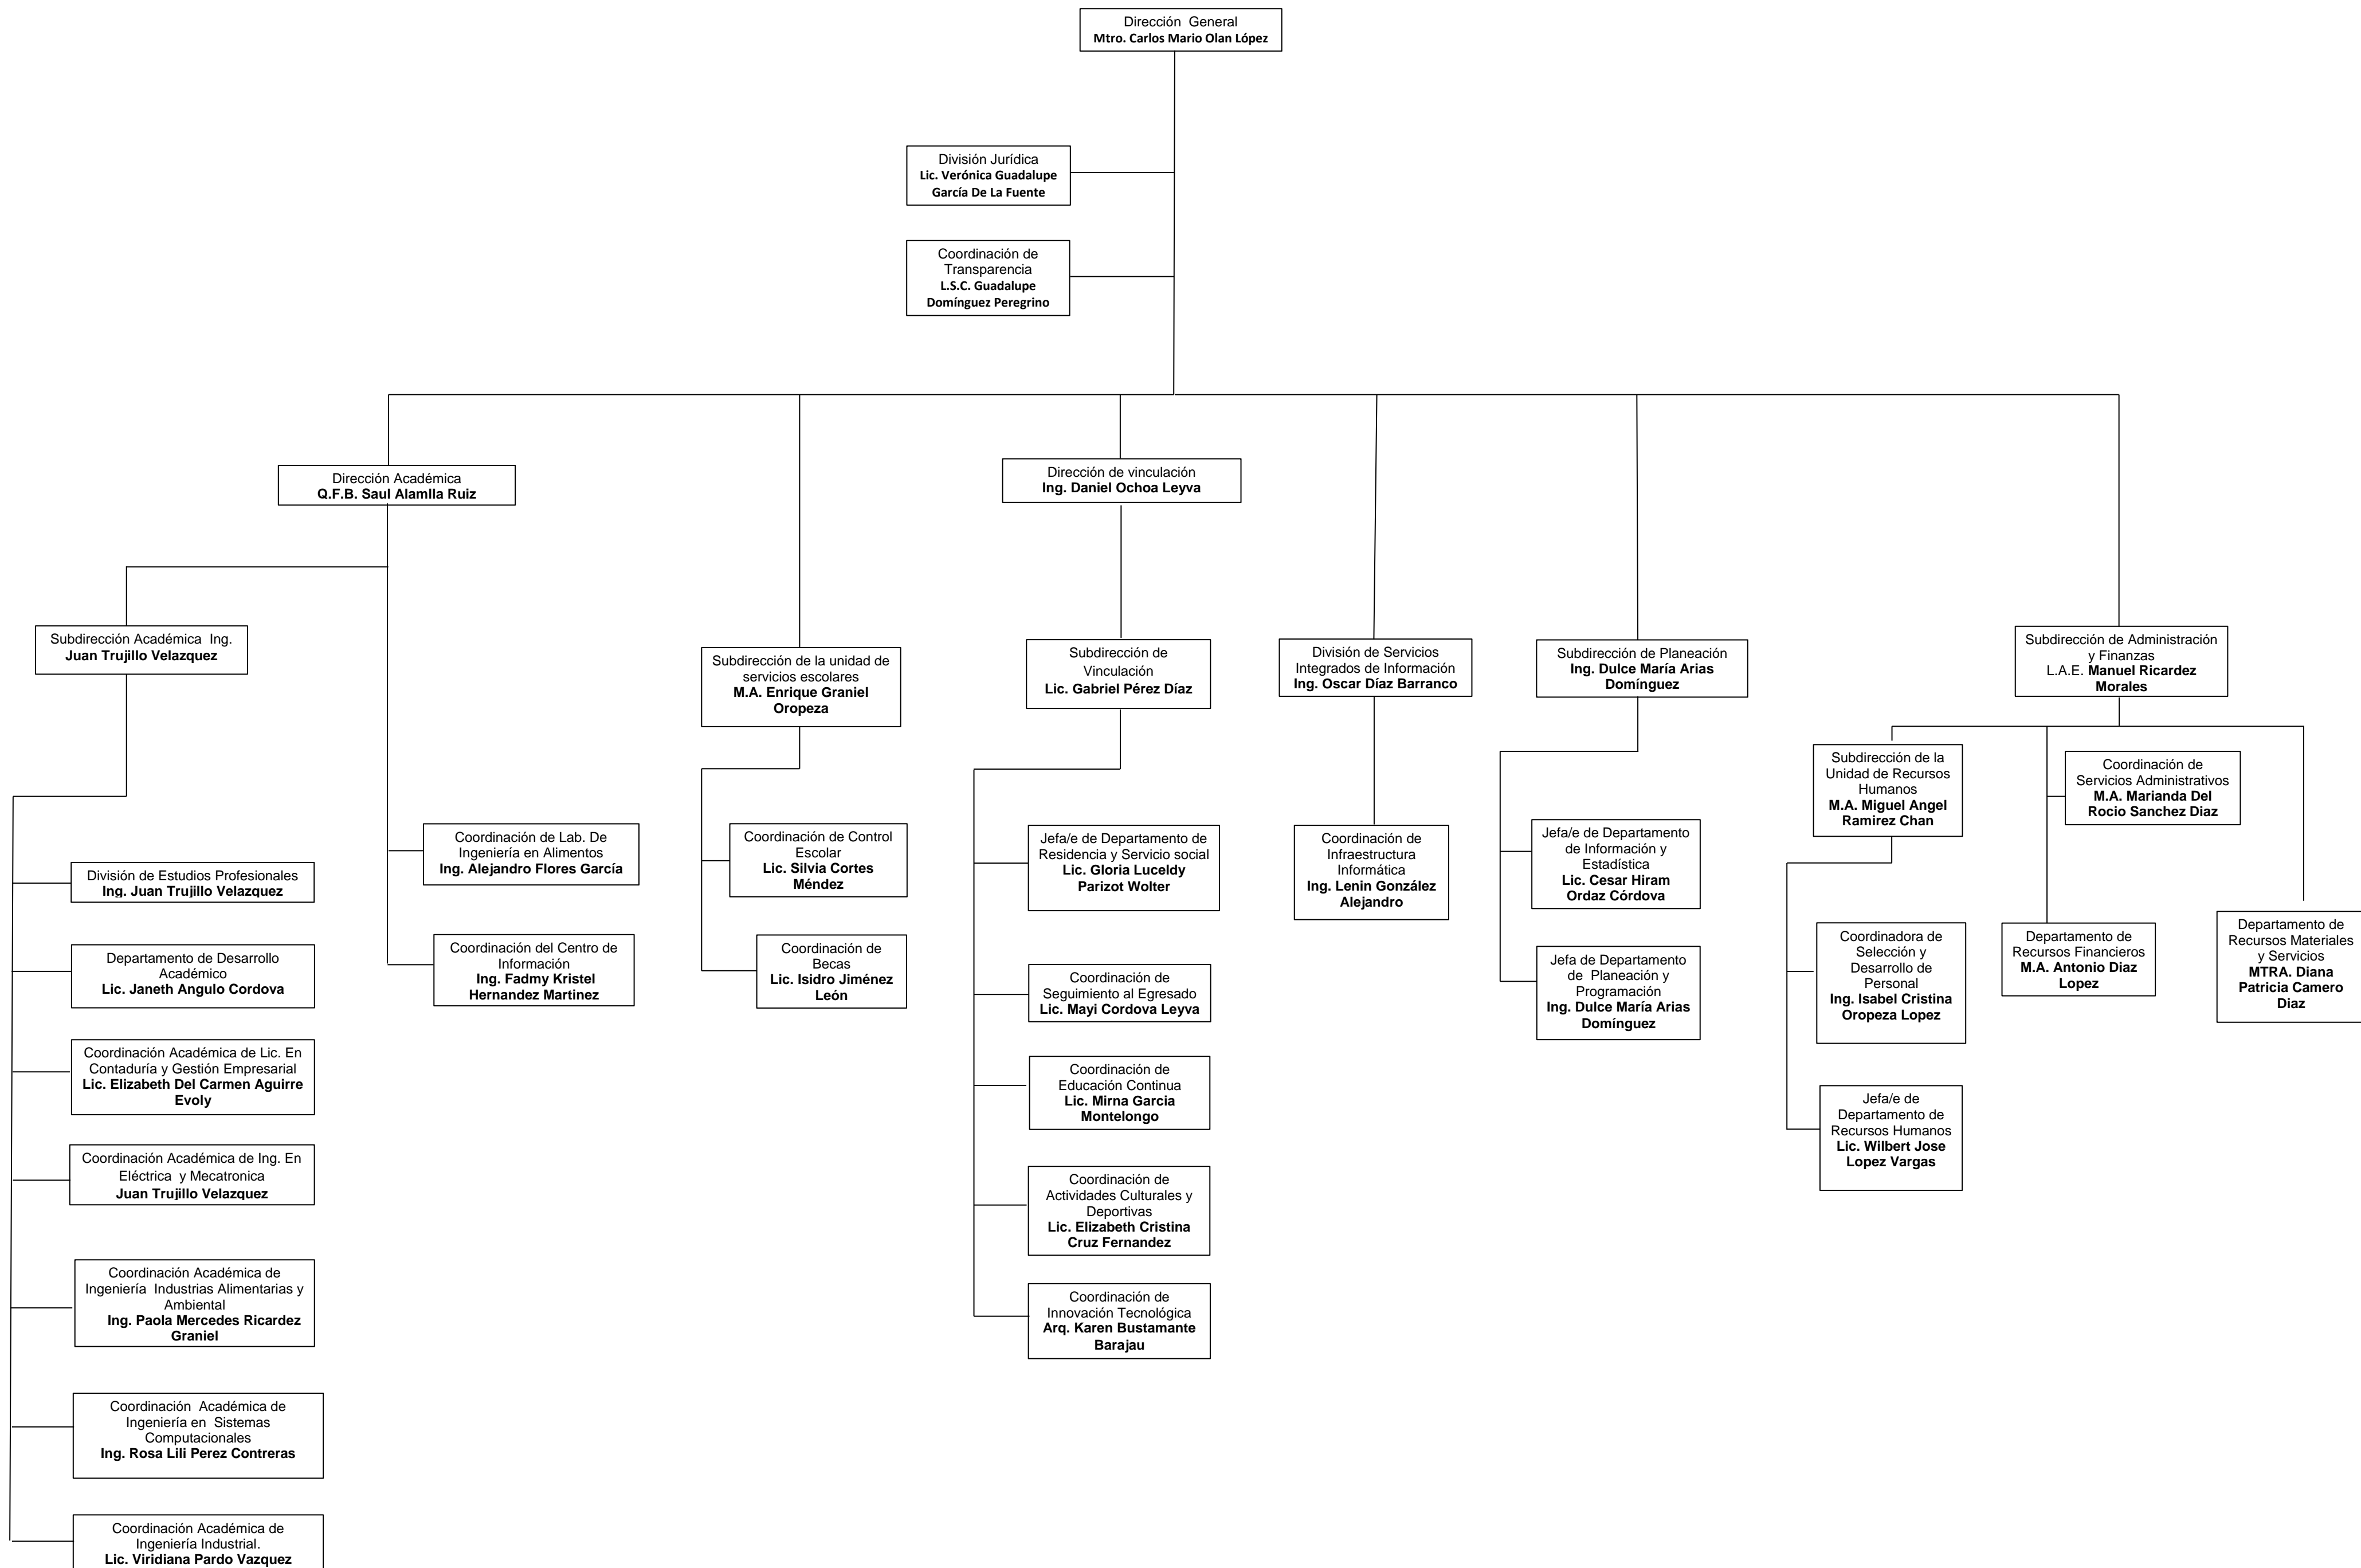 Dirección  General
Mtro. Carlos Mario Olan López
División Jurídica
Lic. Verónica Guadalupe
García De La Fuente
Coordinación de
Transparencia
L.S.C. Guadalupe
Domínguez Peregrino
Dirección Académica
Q.F.B. Saul Alamlla Ruiz
Dirección de vinculación
Ing. Daniel Ochoa Leyva
Subdirección Académica  Ing.
Juan Trujillo Velazquez
Subdirección de la unidad de
servicios escolares
M.A. Enrique Graniel
Oropeza
Subdirección de
Vinculación
Lic. Gabriel Pérez Díaz
División de Servicios
Integrados de Información
Ing. Oscar Díaz Barranco
Subdirección de Planeación
Ing. Dulce María Arias
Domínguez
Subdirección de Administración
y Finanzas
L.A.E. Manuel Ricardez
Morales
Subdirección de la
Unidad de Recursos
Humanos
M.A. Miguel Angel
Ramirez Chan
Coordinación de
Servicios Administrativos
M.A. Marianda Del
Rocio Sanchez Diaz
Coordinación de Lab. De
Ingeniería en Alimentos
Ing. Alejandro Flores García
Coordinación de Control
Escolar
Lic. Silvia Cortes
Méndez
Jefa/e de Departamento de
Residencia y Servicio social
Lic. Gloria Luceldy
Parizot Wolter
Coordinación de
Infraestructura
Informática
Ing. Lenin González
Alejandro
Jefa/e de Departamento
de Información y
Estadística
Lic. Cesar Hiram
Ordaz Córdova
División de Estudios Profesionales
Ing. Juan Trujillo Velazquez
Departamento de Desarrollo
Académico
Lic. Janeth Angulo Cordova
Coordinación del Centro de
Información
Ing. Fadmy Kristel
Hernandez Martinez
Coordinación de
Becas
Lic. Isidro Jiménez
León
Coordinación de
Seguimiento al Egresado
Lic. Mayi Cordova Leyva
Jefa de Departamento
de  Planeación y
Programación
Ing. Dulce María Arias
Domínguez
Coordinadora de
Selección y
Desarrollo de
Personal
Ing. Isabel Cristina
Oropeza Lopez
Departamento de
Recursos Financieros
M.A. Antonio Diaz
Lopez
Departamento de
Recursos Materiales
y Servicios
MTRA. Diana
Patricia Camero
Diaz
Coordinación Académica de Lic. En
Contaduría y Gestión Empresarial
Lic. Elizabeth Del Carmen Aguirre
Evoly
Coordinación de
Educación Continua
Lic. Mirna Garcia
Montelongo
Jefa/e de
Departamento de
Recursos Humanos
Lic. Wilbert Jose
Lopez Vargas
Coordinación Académica de Ing. En
Eléctrica  y Mecatronica
Juan Trujillo Velazquez
Coordinación de
Actividades Culturales y
Deportivas
Lic. Elizabeth Cristina
Cruz Fernandez
Coordinación Académica de
Ingeniería  Industrias Alimentarias y
Ambiental
Ing. Paola Mercedes Ricardez
Graniel
Coordinación de
Innovación Tecnológica
Arq. Karen Bustamante
Barajau
Coordinación  Académica de
Ingeniería en  Sistemas
Computacionales
Ing. Rosa Lili Perez Contreras
Coordinación Académica de
Ingeniería Industrial.
Lic. Viridiana Pardo Vazquez